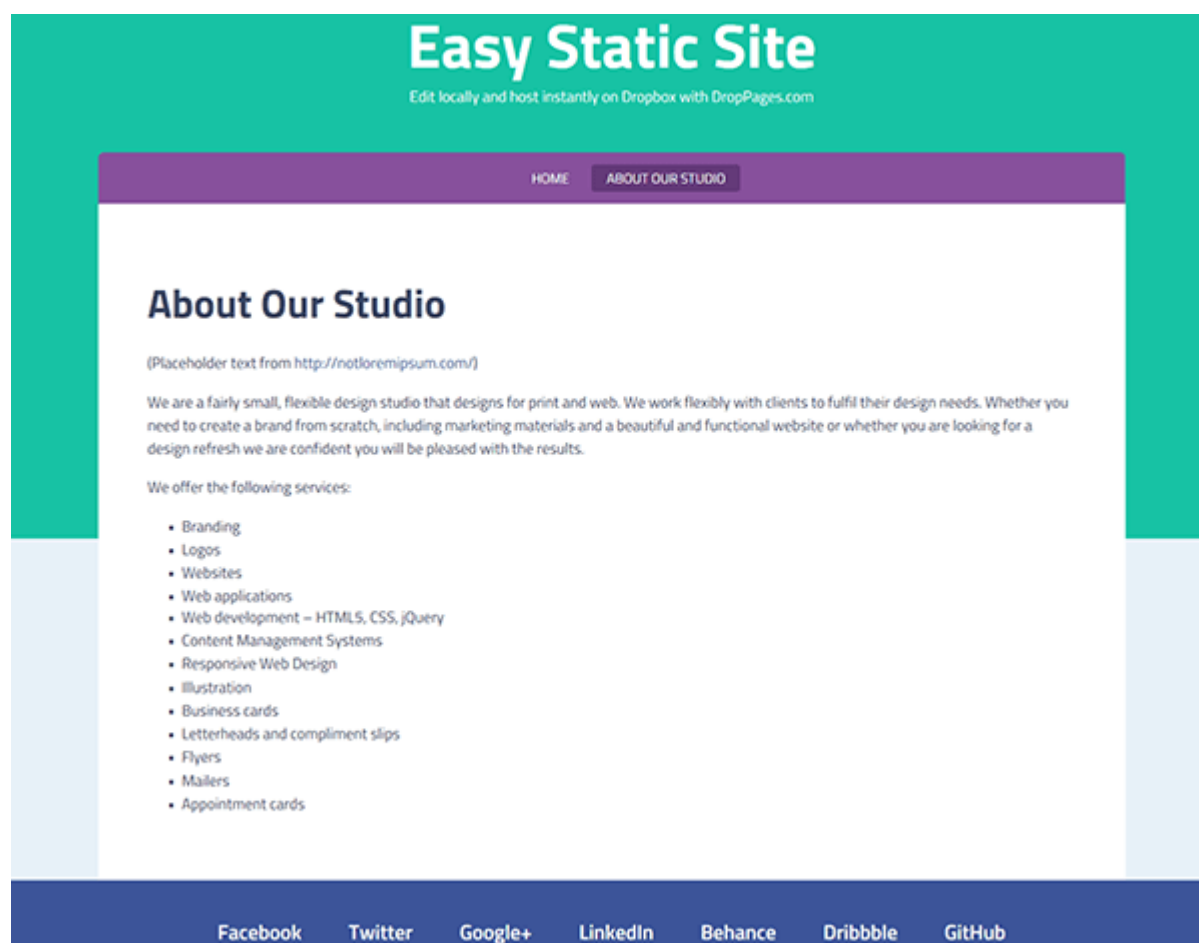 Easy Static Site
Edit locally and host instantly on Dropbox with DropPages.com
HOME ABOUT OUR STUDIO
About Our Studio
(Placeholder text from http://notloremipsum.com/)
We are a fairly small, flexible design studio that designs for print and web. We work flexibly with clients to fulfil their design needs. Whether you
need to create a brand from scratch, including marketing materials and a beautiful and functional website or whether you are looking for a
design refresh we are confident you will be pleased with the results.
We offer the following services:
• Branding
• Logos
• Websites
• Web applications
• Web development – HTML5, CSS, jQuery
• Content Management Systems
• Responsive Web Design
• Illustration
• Business cards
• Letterheads and compliment slips
• Flyers
• Mailers
• Appointment cards
Facebook Twitter Google+ LinkedIn Behance Dribbble GitHub